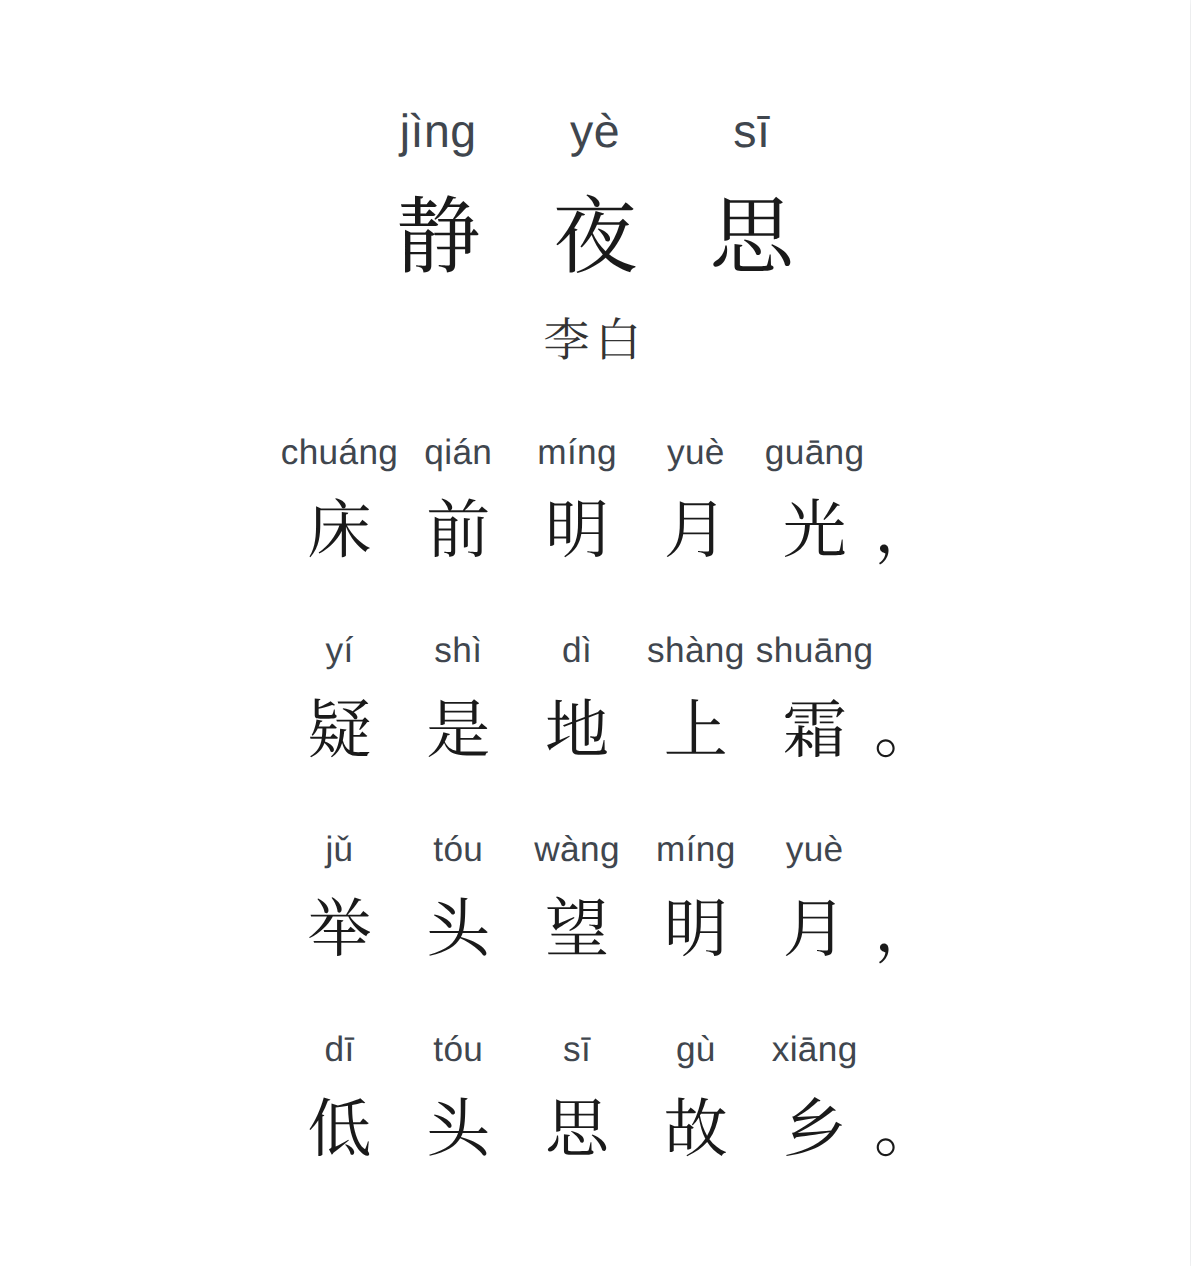 jìng yè sī
静夜思
李白
chuáng qián míng yuè guāng
床前明月光，
yí shì dì shàng shuāng
疑是地上霜。
jǔ tóu wàng míng yuè
举头望明月，
dī tóu sī gù xiāng
低头思故乡。